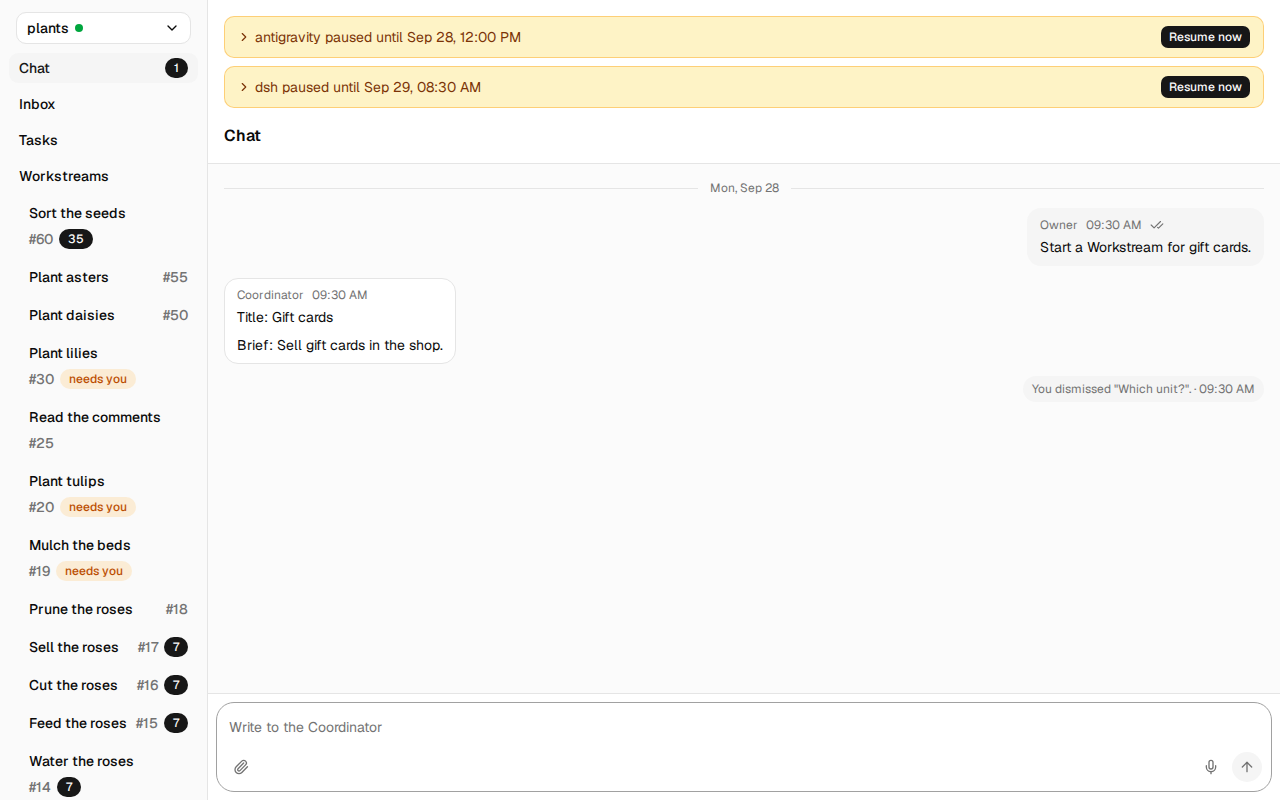 plants
Chat 1
Inbox
Tasks
Workstreams
Sort the seeds
#60 35
Plant asters #55
Plant daisies #50
Plant lilies
#30 needs you
Read the comments
#25
Plant tulips
#20 needs you
Mulch the beds
#19 needs you
Prune the roses #18
Sell the roses #17 7
Cut the roses #16 7
Feed the roses #15 7
Water the roses
#14 7
antigravity paused until Sep 28, 12:00 PM Resume now
dsh paused until Sep 29, 08:30 AM Resume now
Chat
Mon, Sep 28
Owner 09:30 AM
Start a Workstream for gift cards.
Coordinator 09:30 AM
Title: Gift cards
Brief: Sell gift cards in the shop.
You dismissed "Which unit?". · 09:30 AM
Write to the Coordinator